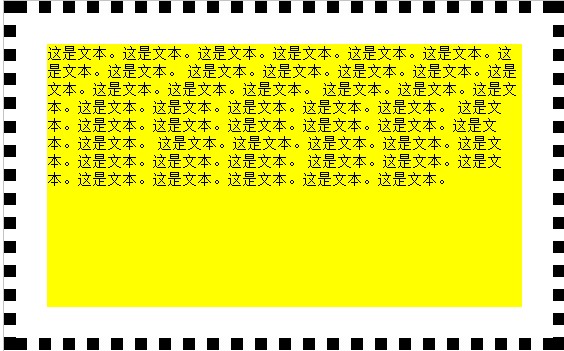 这是文本。这是文本。这是文本。这是文本。这是文本。这是文本。这
是文本。这是文本。 这是文本。这是文本。这是文本。这是文本。这是
文本。这是文本。这是文本。这是文本。 这是文本。这是文本。这是文
本。这是文本。这是文本。这是文本。这是文本。这是文本。 这是文
本。这是文本。这是文本。这是文本。这是文本。这是文本。这是文
本。这是文本。 这是文本。这是文本。这是文本。这是文本。这是文
本。这是文本。这是文本。这是文本。 这是文本。这是文本。这是文
本。这是文本。这是文本。这是文本。这是文本。这是文本。